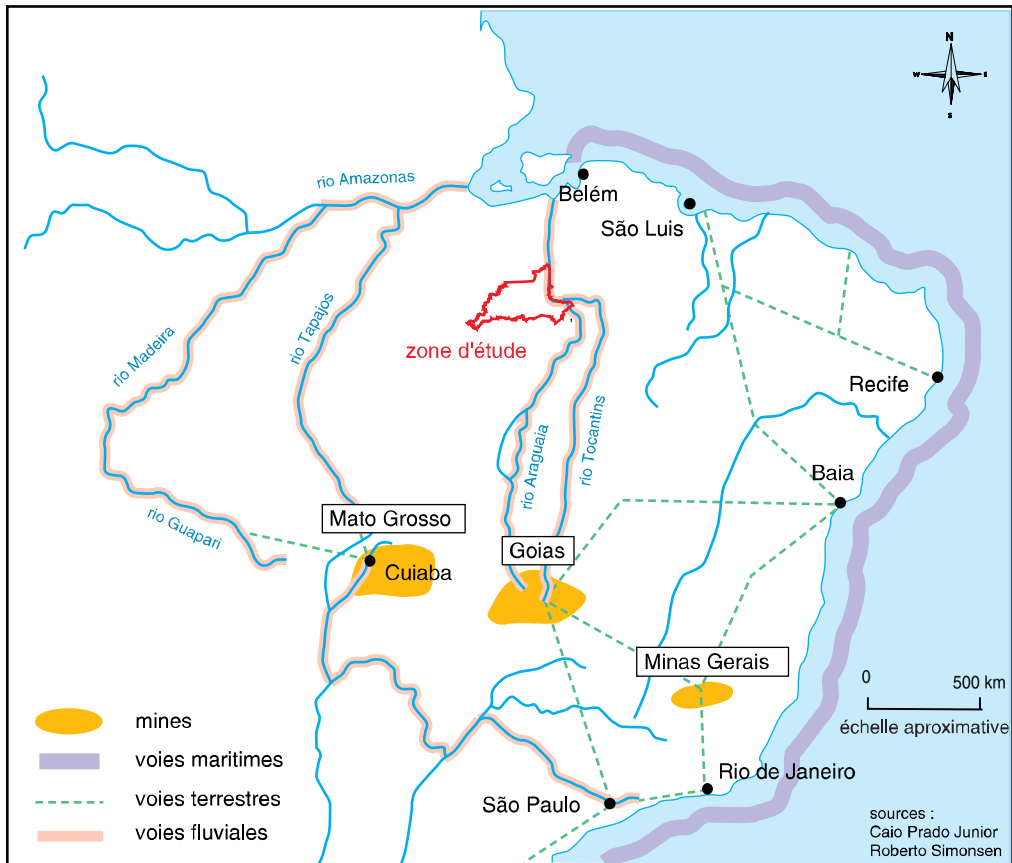 N
w
E
s
rio Amazonas
Belém
São Luis
rio Tapajos
rio Madeira
zone d'étude
Recife
rio Araguaia
rio Tocantins
Baia
rio Guapari
Mato Grosso
Goias
Cuiaba
Minas Gerais
0
500 km
échelle aproximative
mines
voies maritimes
voies terrestres
voies fluviales
Rio de Janeiro
São Paulo
sources :
Caio Prado Junior
Roberto Simonsen